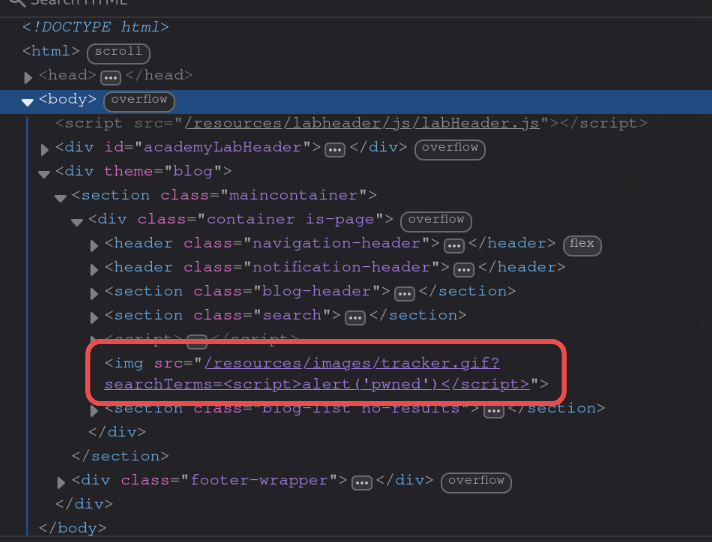 Search HTML
<!DOCTYPE html>
<html> scroll
<head> ••• </head>
<body> overflow
<script src="/resources/labheader/js/labHeader.js"></script>
<div id="academyLabHeader"> ••• </div> overflow
<div theme="blog">
<section class="maincontainer">
<div class="container is-page"> overflow
<header class="navigation-header"> ••• </header> flex
<header class="notification-header"> ••• </header>
<section class="blog-header"> ••• </section>
<section class="search"> ••• </section>
<script> ••• </script>
<img src="/resources/images/tracker.gif?
searchTerms=<script>alert('pwned')</script>">
<section class="blog-list no-results"> ••• </section>
</div>
</section>
<div class="footer-wrapper"> ••• </div> overflow
</div>
</body>